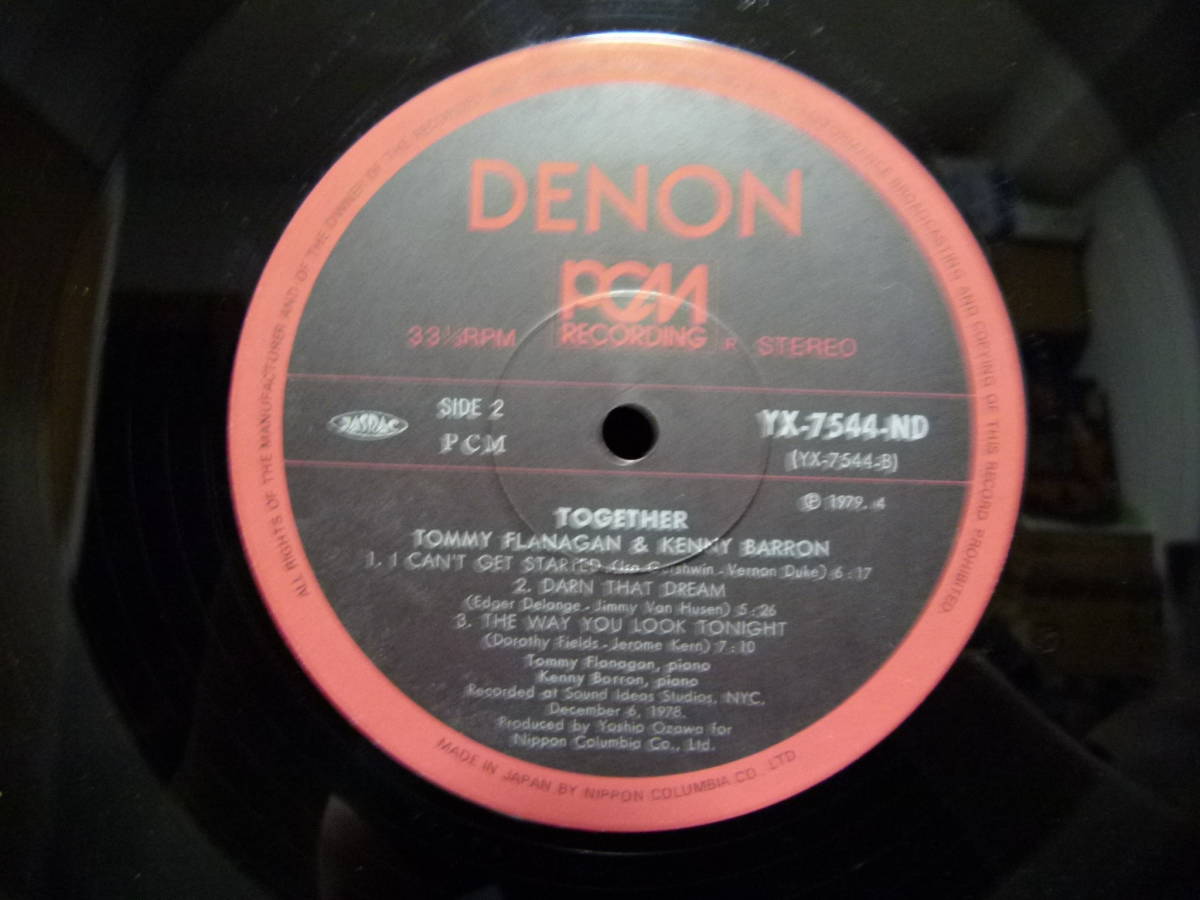 DENON
PCM
RECORDING
33⅓RPM
R
STEREO
JASRAC
SIDE 2
PCM
YX-7544-ND
(YX-7544-B)
Ⓟ 1979. 4
TOGETHER
TOMMY FLANAGAN & KENNY BARRON
1. I CAN'T GET STARTED (Ira Gershwin - Vernon Duke) 6:17
2. DARN THAT DREAM
(Edger Delange - Jimmy Van Husen) 5:26
3. THE WAY YOU LOOK TONIGHT
(Dorothy Fields - Jerome Kern) 7:10
Tommy Flanagan, piano
Kenny Barron, piano
Recorded at Sound Ideas Studios, NYC.
December 6, 1978.
Produced by Yoshio Ozawa for
Nippon Columbia Co., Ltd.
ALL RIGHTS OF THE MANUFACTURER AND OF THE OWNER OF THE RECORDED BROADCASTING AND COPYING OF THIS RECORD PROHIBITED
MADE IN JAPAN BY NIPPON COLUMBIA CO., LTD